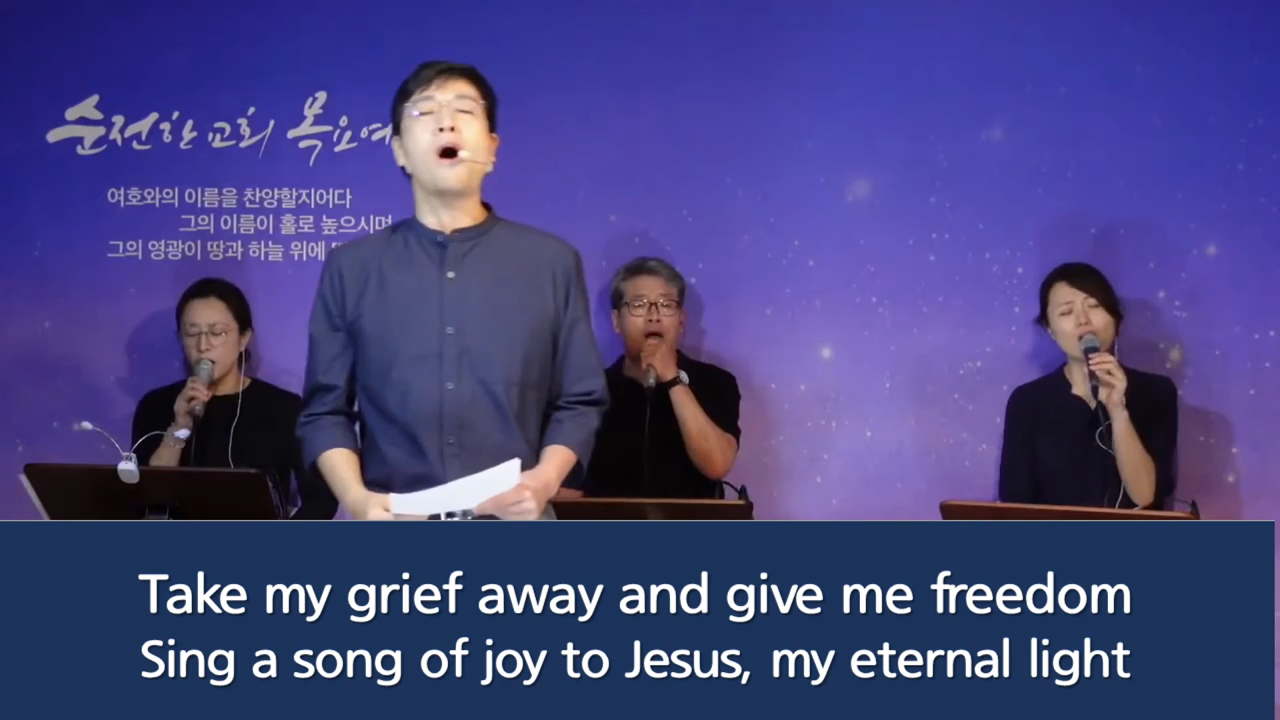 순전한 교회 목요예
여호와의 이름을 찬양할지어다
그의 이름이 홀로 높으시며
그의 영광이 땅과 하늘 위에
Take my grief away and give me freedom
Sing a song of joy to Jesus, my eternal light